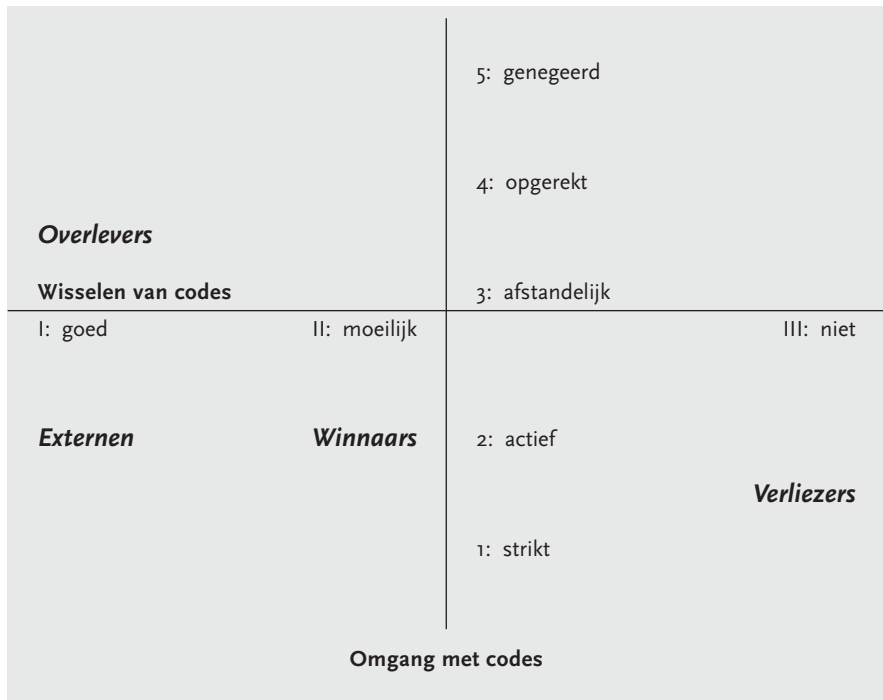 5: genegeerd
4: opgerekt
Overlevers
Wisselen van codes
3: afstandelijk
I: goed
II: moeilijk
III: niet
Externen
Winnaars
2: actief
Verliezers
1: strikt
Omgang met codes